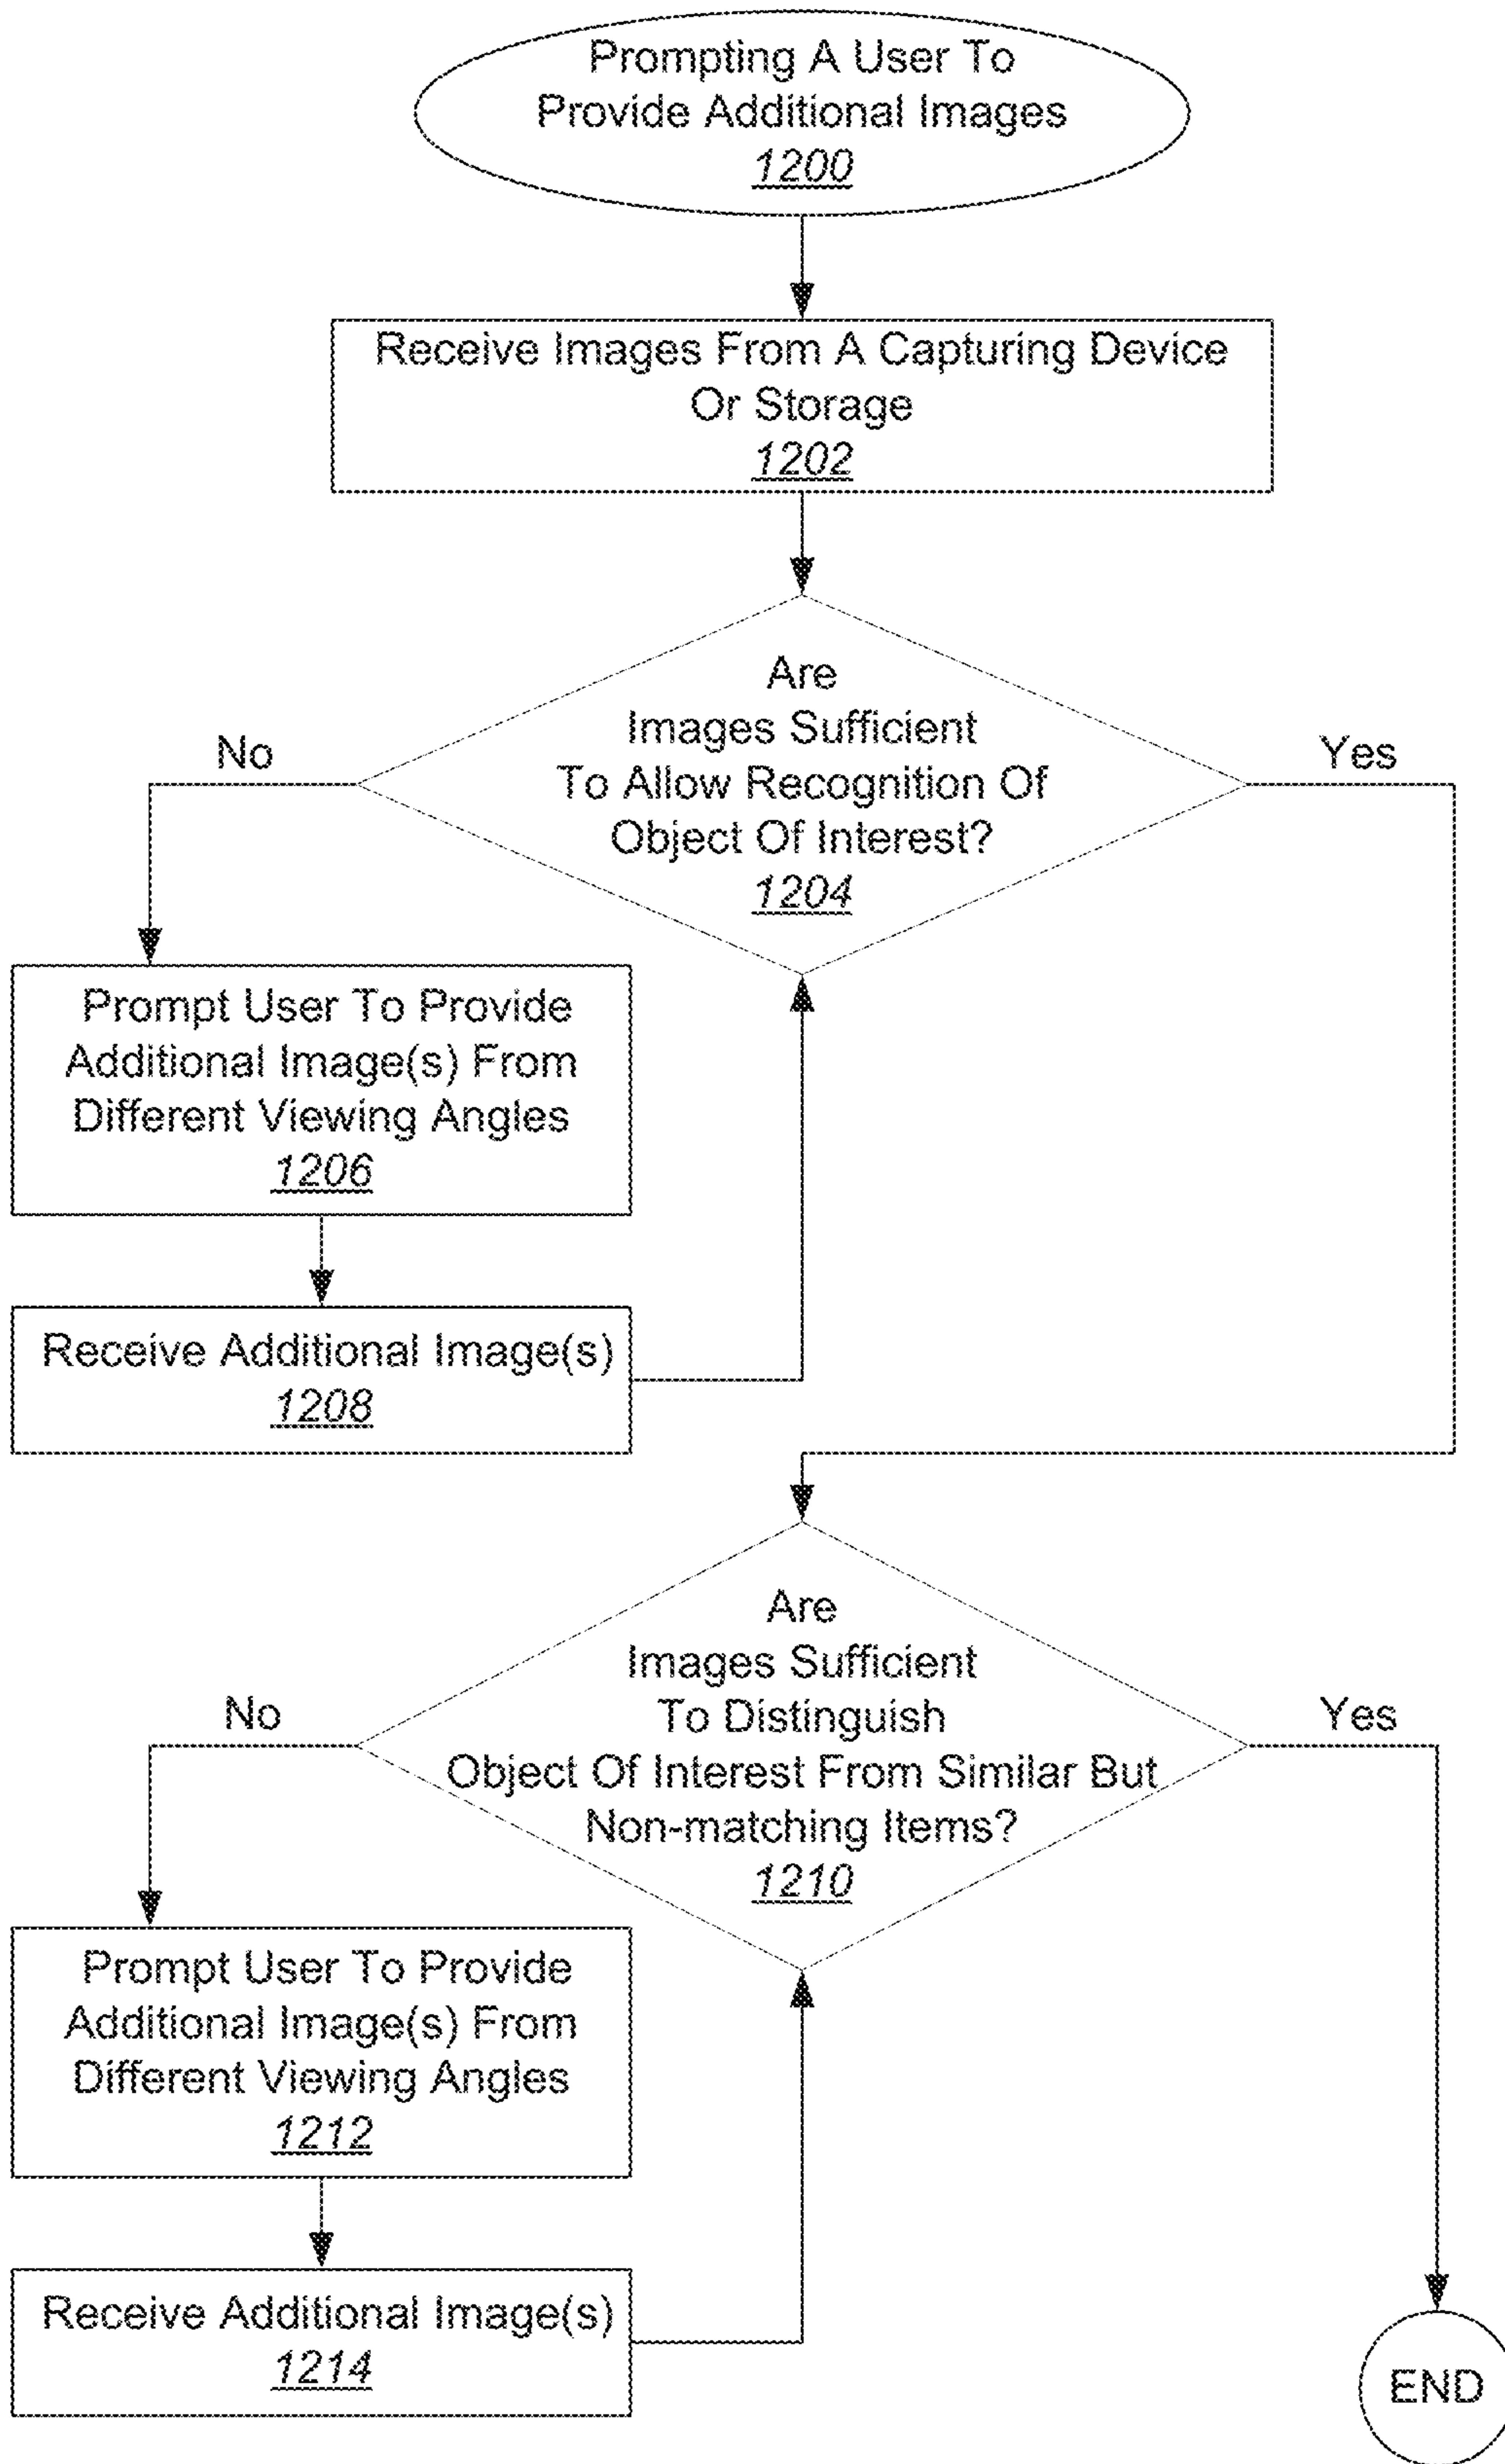 Prompting A User To
Provide Additional Images
1200
Receive Images From A Capturing Device
Or Storage
1202
Are
Images Sufficient
To Allow Recognition Of
Object Of Interest?
1204
No
Yes
Prompt User To Provide
Additional Image(s) From
Different Viewing Angles
1206
Receive Additional Image(s)
1208
Are
Images Sufficient
To Distinguish
Object Of Interest From Similar But
Non-matching Items?
1210
No
Yes
Prompt User To Provide
Additional Image(s) From
Different Viewing Angles
1212
Receive Additional Image(s)
1214
END